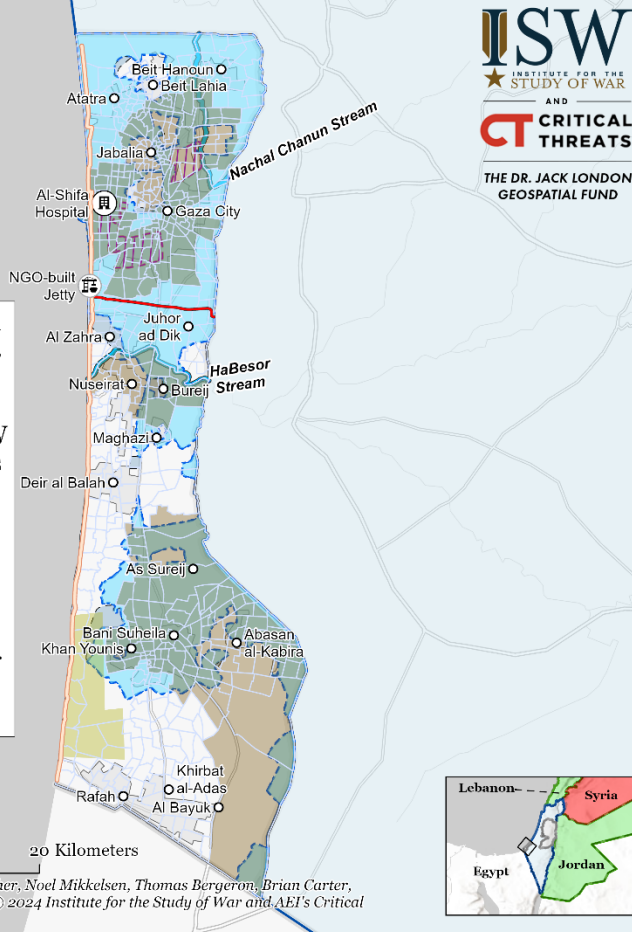 ISW
INSTITUTE FOR THE
STUDY OF WAR
AND
CT CRITICAL
THREATS
THE DR. JACK LONDON
GEOSPATIAL FUND
Beit Hanoun
Beit Lahia
Atatra
Nachal Chanun Stream
Jabalia
Al-Shifa
Hospital
Gaza City
NGO-built
Jetty
Juhor
ad Dik
Al Zahra
HaBesor
Stream
Nuseirat
Bureij
Maghazi
Deir al Balah
As Sureij
Bani Suheila
Khan Younis
Abasan
al-Kabira
Khirbat
al-Adas
Rafah
Al Bayuk
Lebanon
Syria
Egypt
Jordan
20 Kilometers
Noel Mikkelsen, Thomas Bergeron, Brian Carter,
© 2024 Institute for the Study of War and AEI's Critical